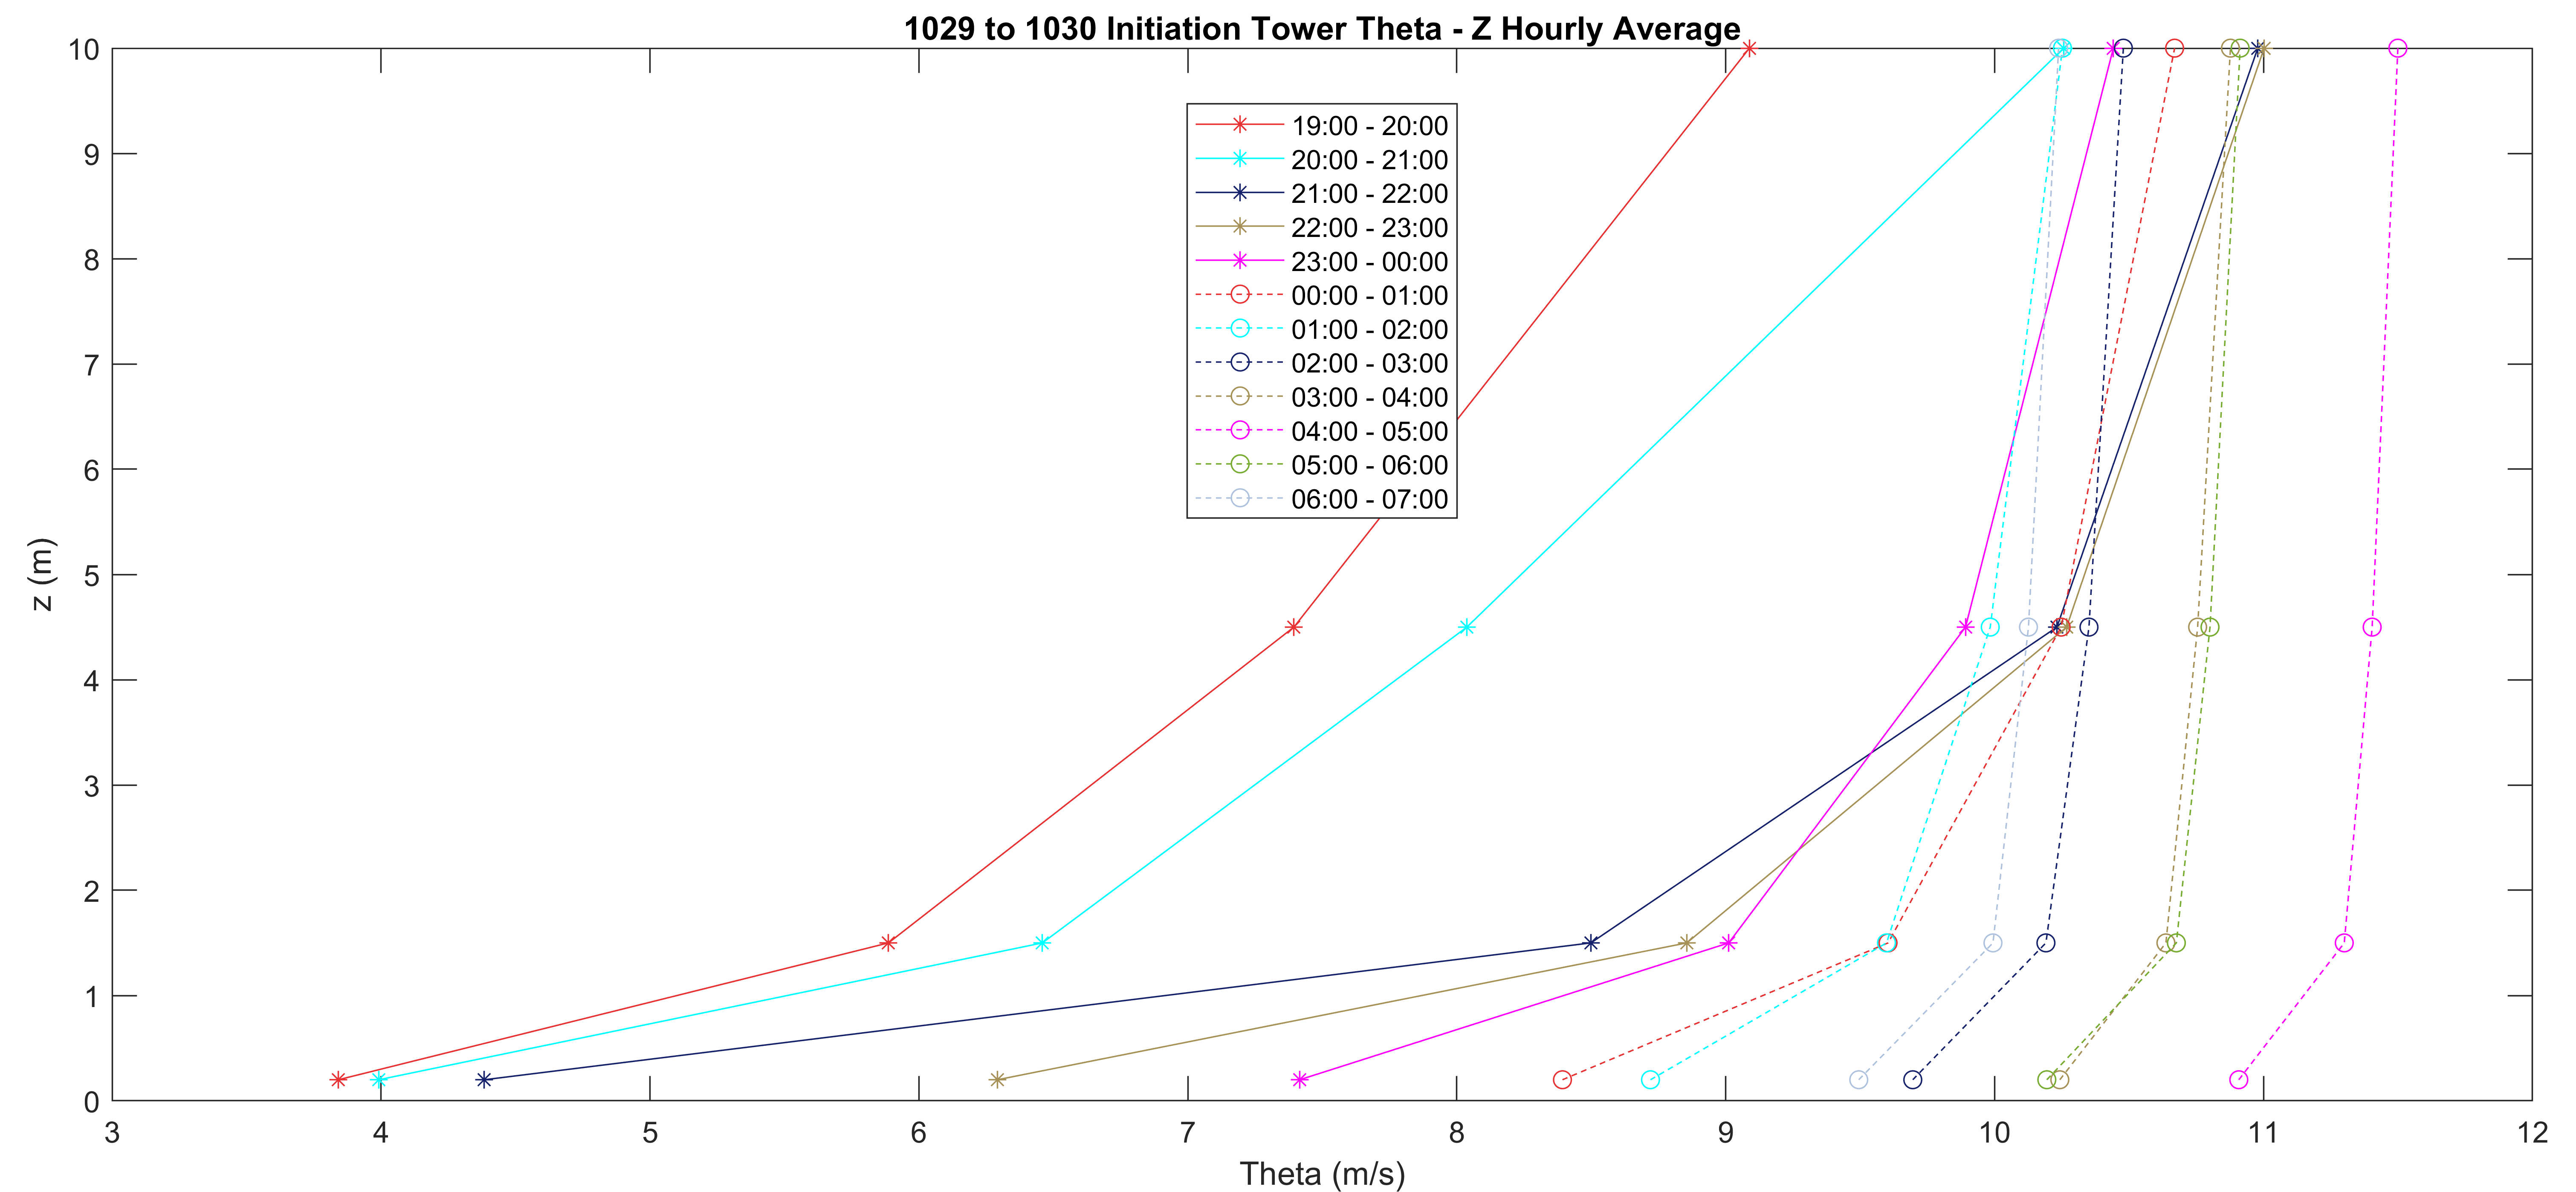 1029 to 1030 Initiation Tower Theta - Z Hourly Average
10
9
8
7
6
5
4
3
2
1
0
z (m)
19:00 - 20:00
20:00 - 21:00
21:00 - 22:00
22:00 - 23:00
23:00 - 00:00
00:00 - 01:00
01:00 - 02:00
02:00 - 03:00
03:00 - 04:00
04:00 - 05:00
05:00 - 06:00
06:00 - 07:00
3 4 5 6 7 8 9 10 11 12
Theta (m/s)